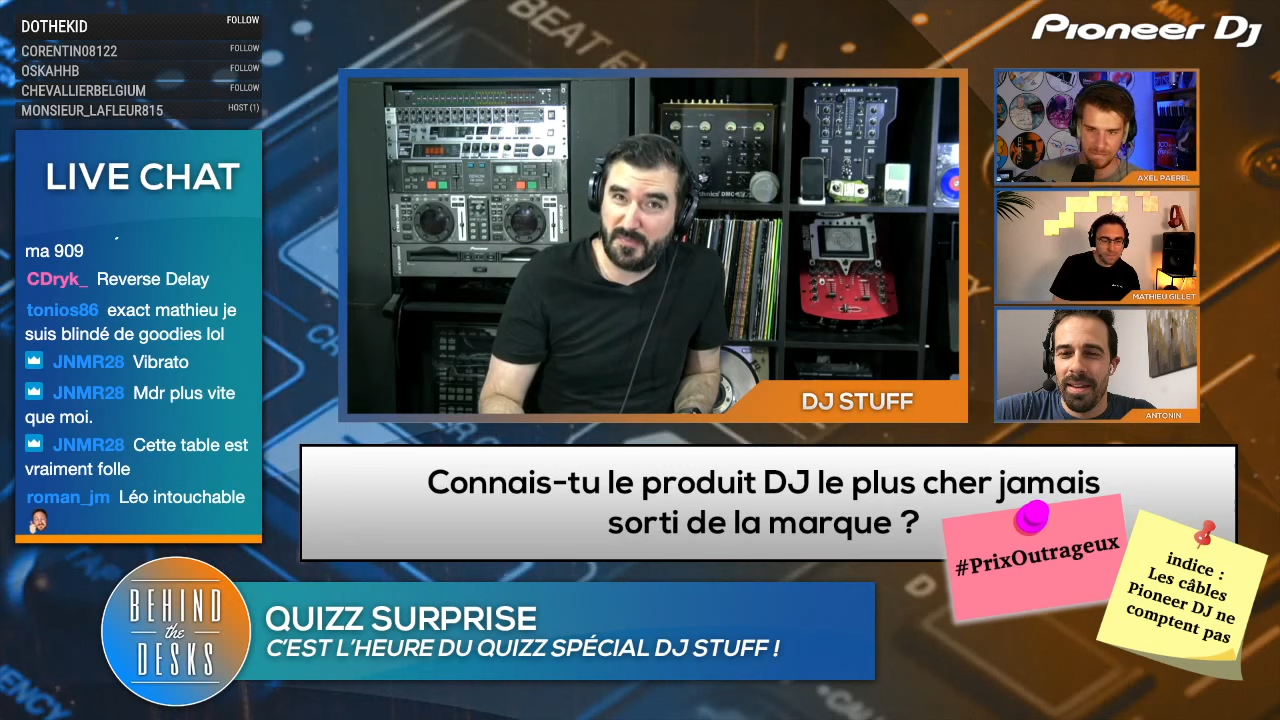 DOTHEKID FOLLOW
CORENTIN08122 FOLLOW
OSKAHHB FOLLOW
CHEVALLIERBELGIUM FOLLOW
MONSIEUR_LAFLEUR815 HOST (1)
Pioneer Dj
LIVE CHAT
ma 909
CDryk_ Reverse Delay
tonios86 exact mathieu je
suis blindé de goodies lol
JNMR28 Vibrato
JNMR28 Mdr plus vite
que moi.
JNMR28 Cette table est
vraiment folle
roman_jm Léo intouchable
BEAT EF
DJ STUFF
AXEL PAEREL
MATHIEU GILLET
ANTONIN
Connais-tu le produit DJ le plus cher jamais
sorti de la marque ?
#PrixOutrageux
indice :
Les câbles
Pioneer DJ ne
comptent pas
BEHIND
the
DESKS
QUIZZ SURPRISE
C'EST L'HEURE DU QUIZZ SPÉCIAL DJ STUFF !